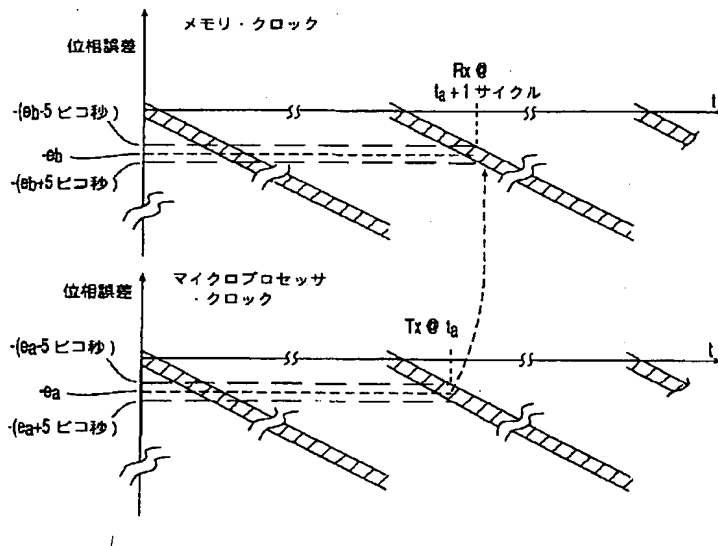 メモリ・クロック
位相誤差
Rx @
ta + 1 サイクル
t
-(eb-5 ピコ秒)
-eb
-(eb+5 ピコ秒)
マイクロプロセッサ
・クロック
位相誤差
Tx @ ta
t
-(ea-5 ピコ秒)
-ea
-(ea+5 ピコ秒)